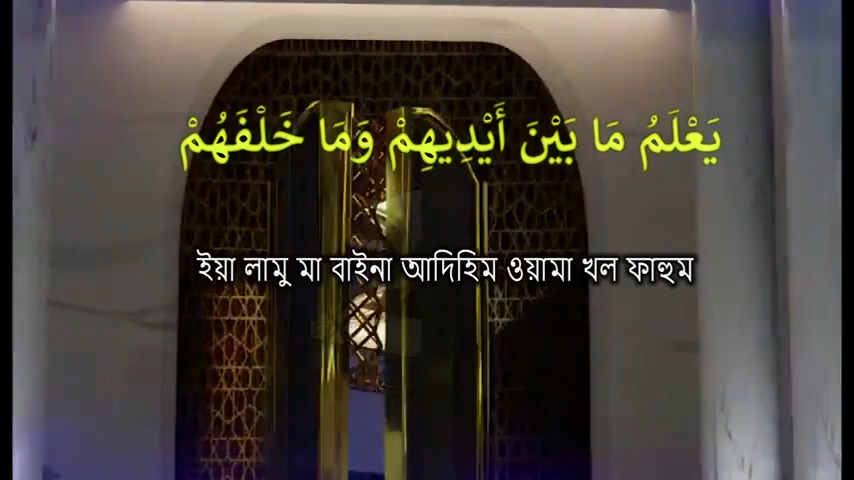 يَعْلَمُ مَا بَيْنَ أَيْدِيهِمْ وَمَا خَلْفَهُمْ
ইয়া লামু মা বাইনা আদিহিম ওয়ামা খল ফাহুম